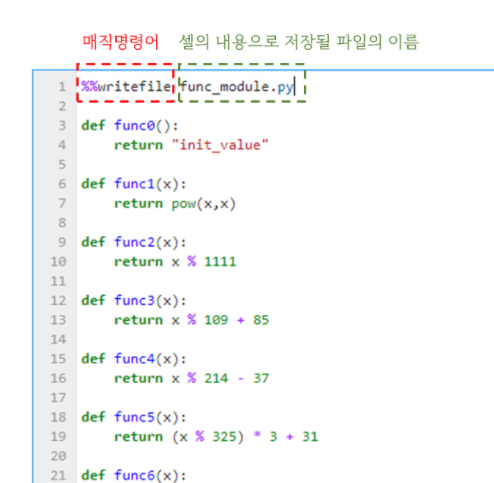 매직명령어 셀의 내용으로 저장될 파일의 이름
1 %%writefile func_module.py
2
3 def func0():
4     return "init_value"
5
6 def func1(x):
7     return pow(x,x)
8
9 def func2(x):
10     return x % 1111
11
12 def func3(x):
13     return x % 109 + 85
14
15 def func4(x):
16     return x % 214 - 37
17
18 def func5(x):
19     return (x % 325) * 3 + 31
20
21 def func6(x):